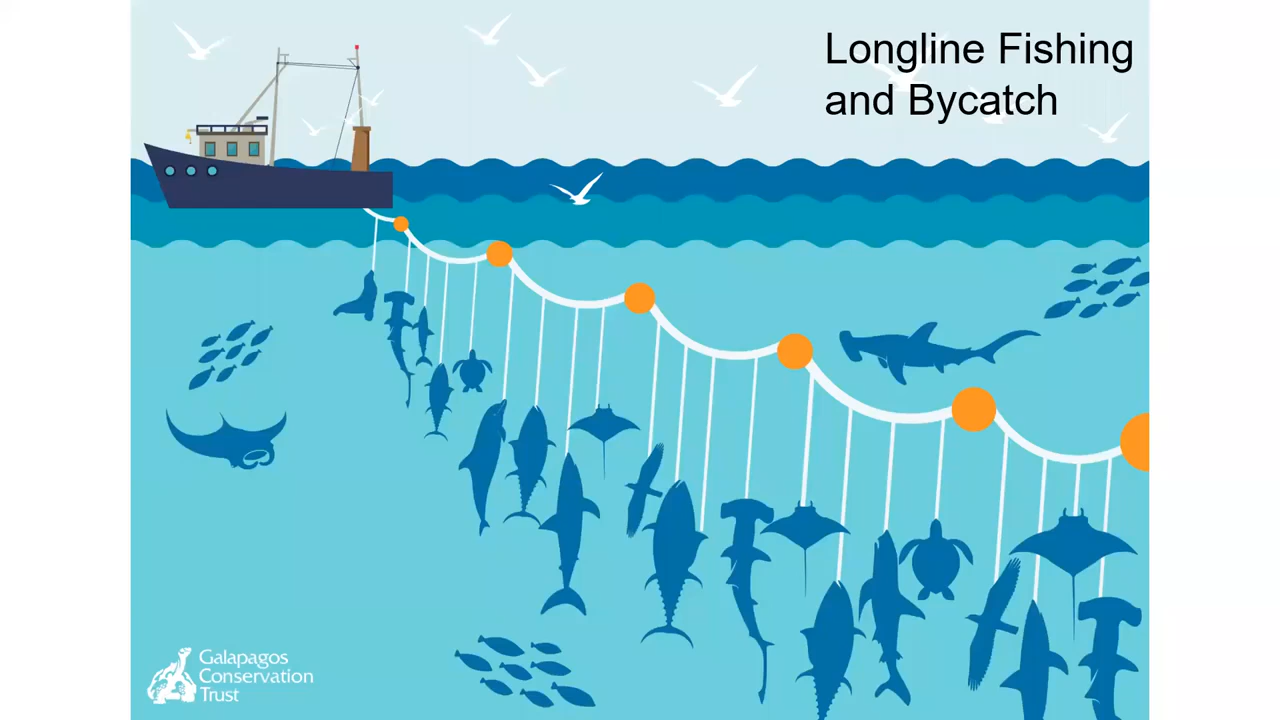 Longline Fishing
and Bycatch
Galapagos
Conservation
Trust